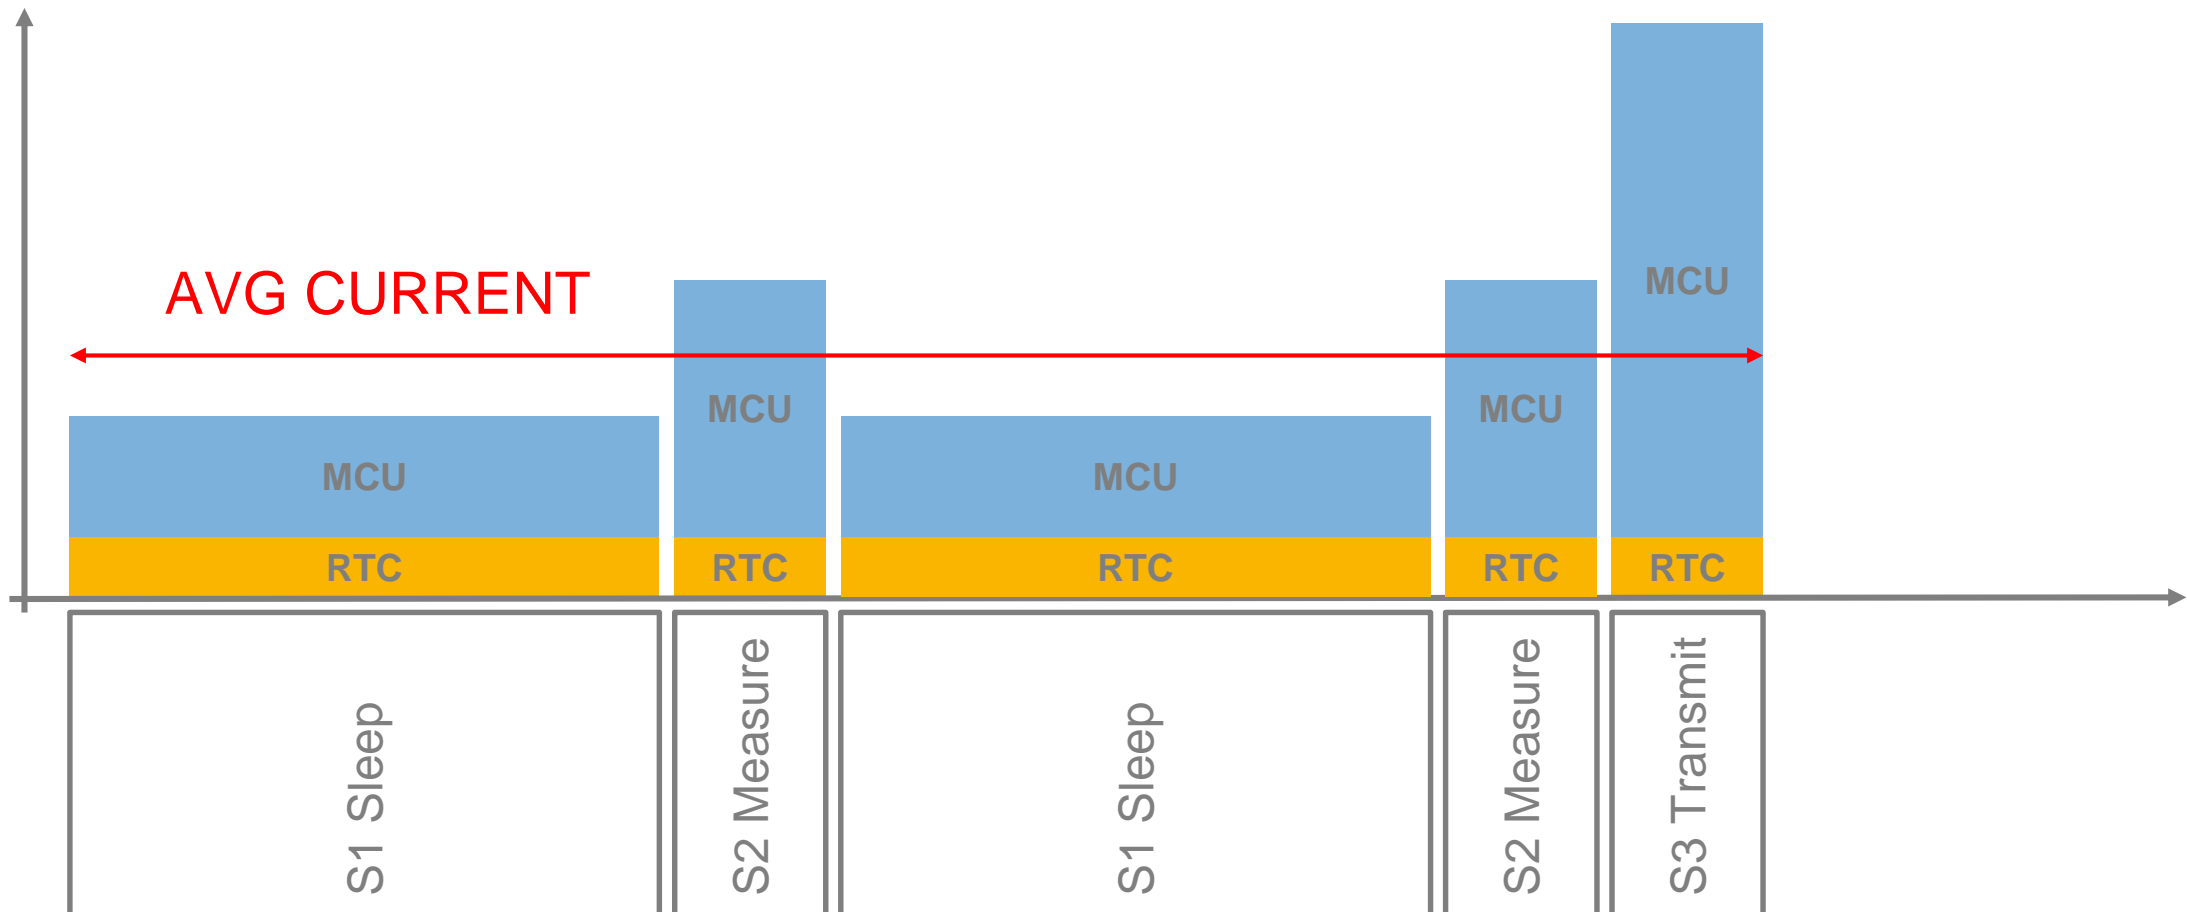 MCU
AVG CURRENT
MCU
MCU
MCU
MCU
RTC
RTC
RTC
RTC
RTC
S1 Sleep
S2 Measure
S1 Sleep
S2 Measure
S3 Transmit